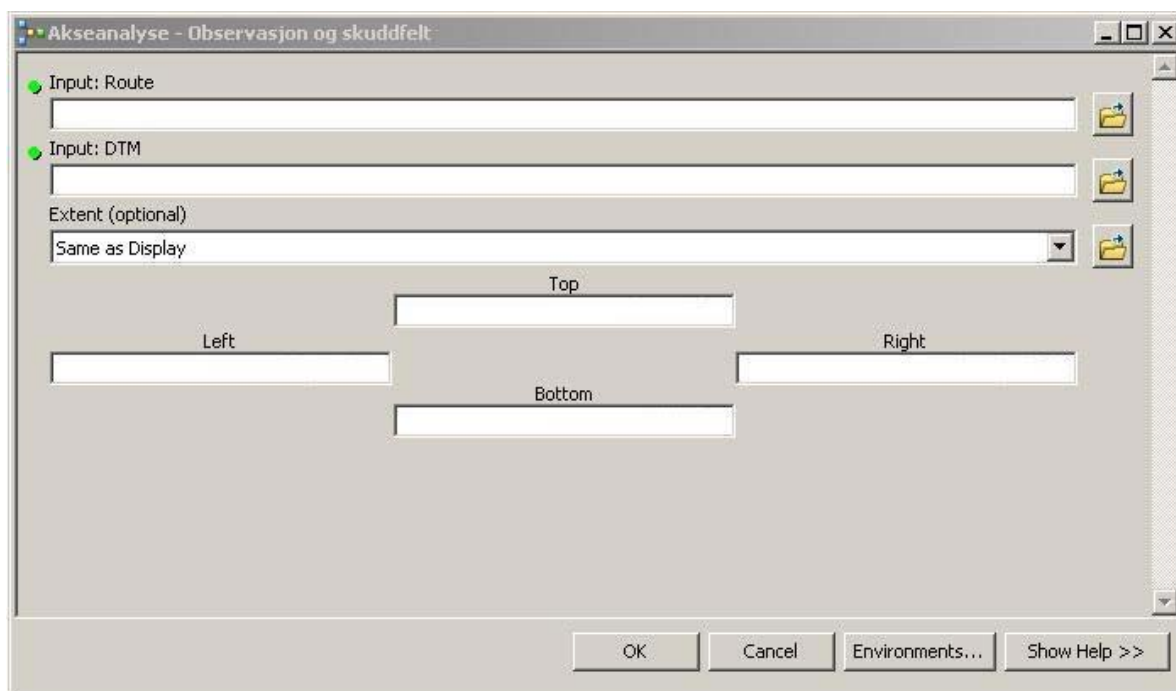 Akseanalyse - Observasjon og skuddfelt
Input: Route
Input: DTM
Extent (optional)
Same as Display
Top
Left Right
Bottom
OK Cancel Environments... Show Help >>